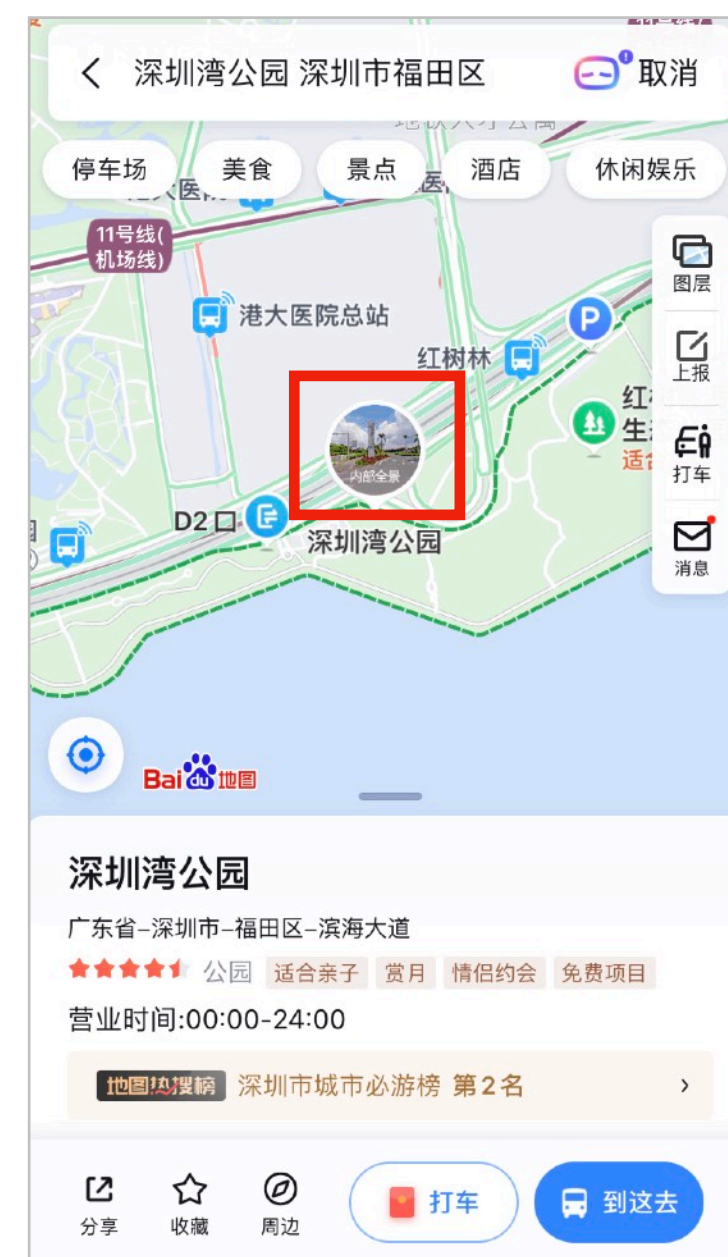 深圳湾公园 深圳市福田区
取消
停车场
美食
景点
酒店
休闲娱乐
11号线(
机场线)
图层
港大医院总站
上报
红树林
P
红
生
适
打车
内部全景
D2口
深圳湾公园
消息
Bai du 地图
深圳湾公园
广东省–深圳市–福田区–滨海大道
公园 适合亲子 赏月 情侣约会 免费项目
营业时间:00:00-24:00
地图热搜榜 深圳市城市必游榜 第2名
分享
收藏
周边
打车
到这去